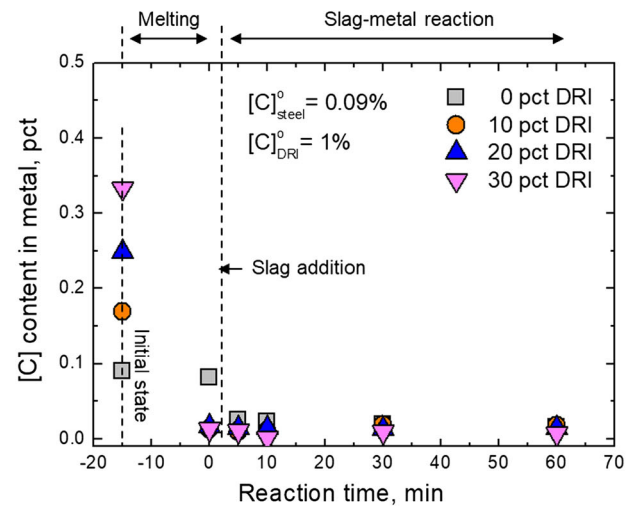 Melting
Slag-metal reaction
[C]°steel = 0.09%
[C]°DRI = 1%
0 pct DRI
10 pct DRI
20 pct DRI
30 pct DRI
Slag addition
Initial state
[C] content in metal, pct
0.5
0.4
0.3
0.2
0.1
0.0
-20 -10 0 10 20 30 40 50 60 70
Reaction time, min